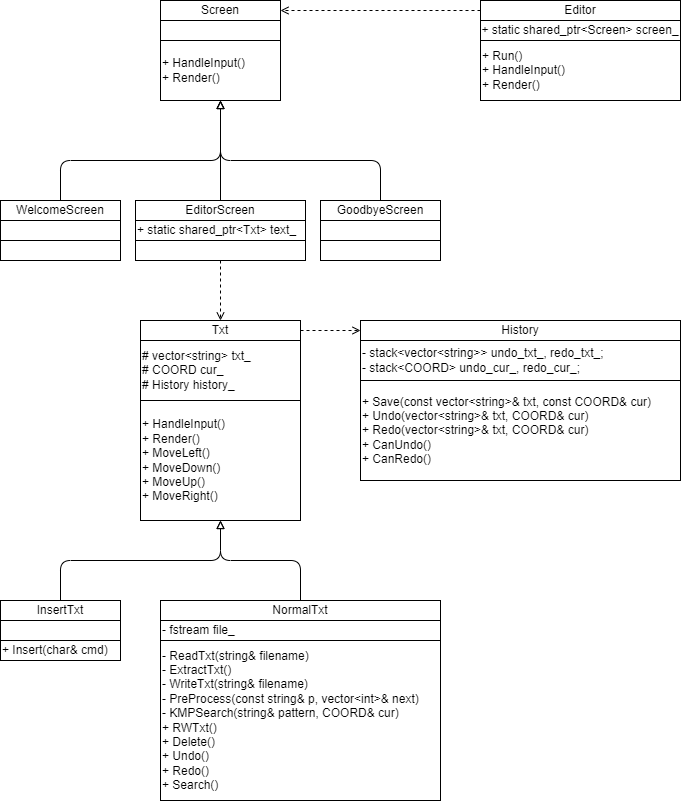 Screen
+ HandleInput()
+ Render()
Editor
+ static shared_ptr<Screen> screen_
+ Run()
+ HandleInput()
+ Render()
WelcomeScreen
EditorScreen
+ static shared_ptr<Txt> text_
GoodbyeScreen
Txt
# vector<string> txt_
# COORD cur_
# History history_
+ HandleInput()
+ Render()
+ MoveLeft()
+ MoveDown()
+ MoveUp()
+ MoveRight()
History
- stack<vector<string>> undo_txt_, redo_txt_;
- stack<COORD> undo_cur_, redo_cur_;
+ Save(const vector<string>& txt, const COORD& cur)
+ Undo(vector<string>& txt, COORD& cur)
+ Redo(vector<string>& txt, COORD& cur)
+ CanUndo()
+ CanRedo()
InsertTxt
+ Insert(char& cmd)
NormalTxt
- fstream file_
- ReadTxt(string& filename)
- ExtractTxt()
- WriteTxt(string& filename)
- PreProcess(const string& p, vector<int>& next)
- KMPSearch(string& pattern, COORD& cur)
+ RWTxt()
+ Delete()
+ Undo()
+ Redo()
+ Search()